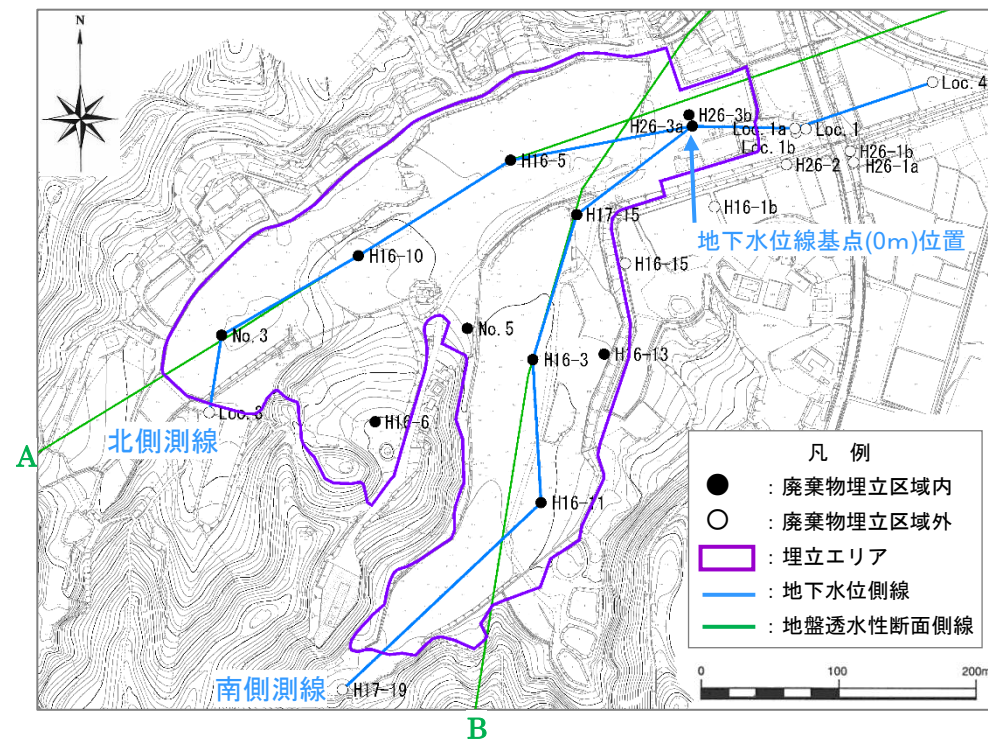 N
Loc. 4
H26-3b
H26-3a
Loc. 1a
Loc. 1
Loc. 1b
H26-1b
H26-2
H26-1a
H16-5
H16-1b
H17-15
地下水位線基点(0m)位置
H16-10
H16-15
No. 3
No. 5
H16-3
H16-13
Loc. 3
H16-6
北側測線
A
H16-11
南側測線
H17-19
B
凡 例
:廃棄物埋立区域内
:廃棄物埋立区域外
:埋立エリア
:地下水位側線
:地盤透水性断面側線
0 100 200m